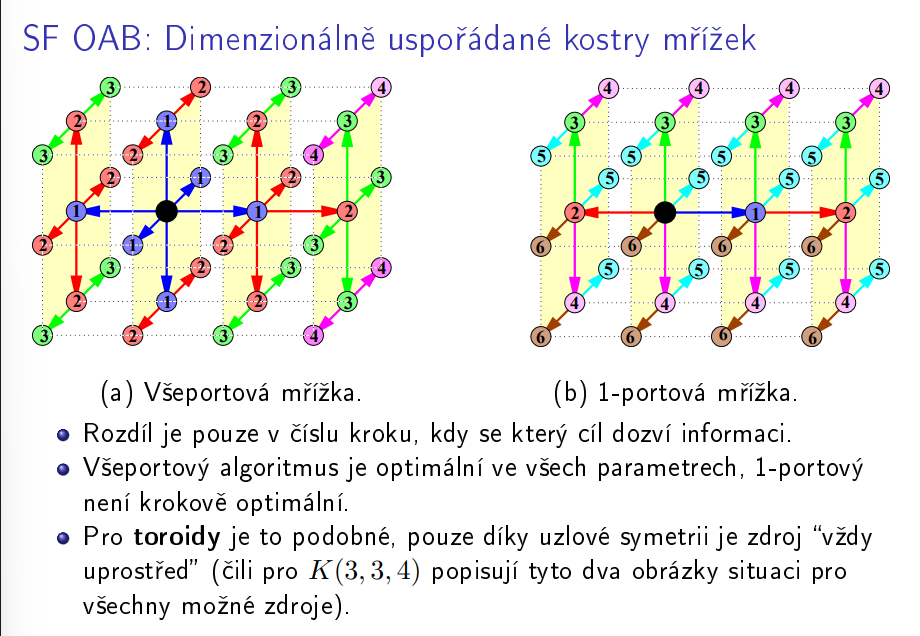 SF OAB: Dimenzionálně uspořádané kostry mřížek
3 2 3 4 4 4 4 4
2 1 2 3 3 3 3 3
3 2 3 4 5 5 5 5
2 1 2 3 5 5 5 5
1 1 2 2 1 2
2 1 2 3 6 6 6 6
3 2 3 4 5 5 5 5
2 1 2 3 4 4 4 4
3 2 3 4 6 6 6 6
(a) Všeportová mřížka.
(b) 1-portová mřížka.
Rozdíl je pouze v číslu kroku, kdy se který cíl dozví informaci.
Všeportový algoritmus je optimální ve všech parametrech, 1-portový
není krokově optimální.
Pro toroidy je to podobné, pouze díky uzlové symetrii je zdroj “vždy
uprostřed” (čili pro K(3, 3, 4) popisují tyto dva obrázky situaci pro
všechny možné zdroje).